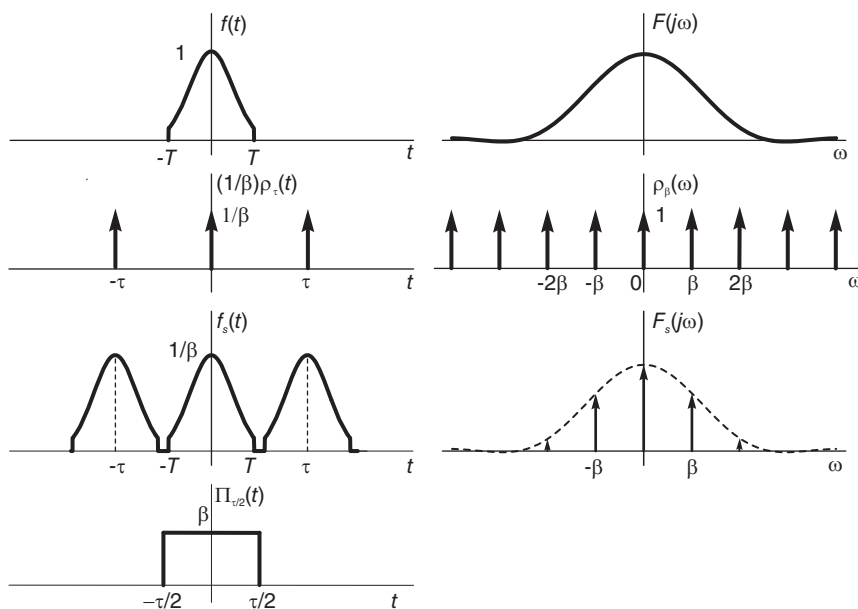 f(t)
F(jω)
1
-T T t
ω
(1/β)ρτ(t)
ρβ(ω)
1/β
1
-τ τ t
-2β -β 0 β 2β ω
fs(t)
Fs(jω)
1/β
-τ -T T τ t
-β β ω
Πτ/2(t)
β
−τ/2 τ/2 t